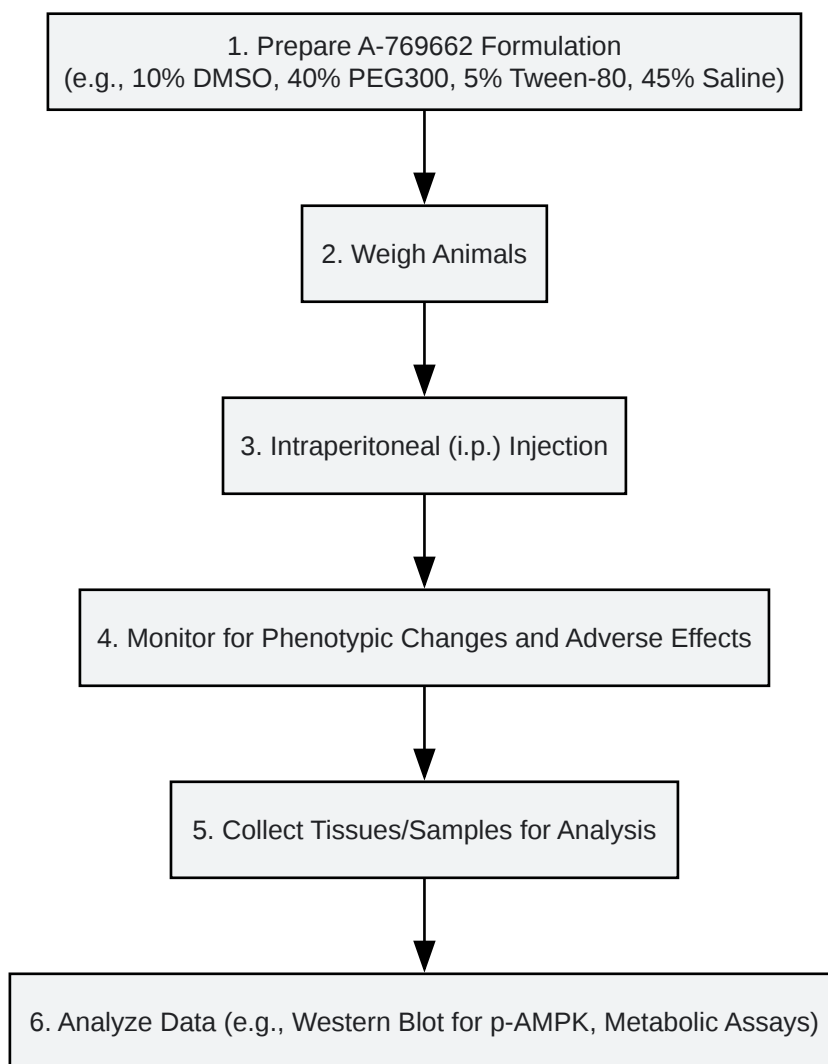 1. Prepare A-769662 Formulation
(e.g., 10% DMSO, 40% PEG300, 5% Tween-80, 45% Saline)
2. Weigh Animals
3. Intraperitoneal (i.p.) Injection
4. Monitor for Phenotypic Changes and Adverse Effects
5. Collect Tissues/Samples for Analysis
6. Analyze Data (e.g., Western Blot for p-AMPK, Metabolic Assays)